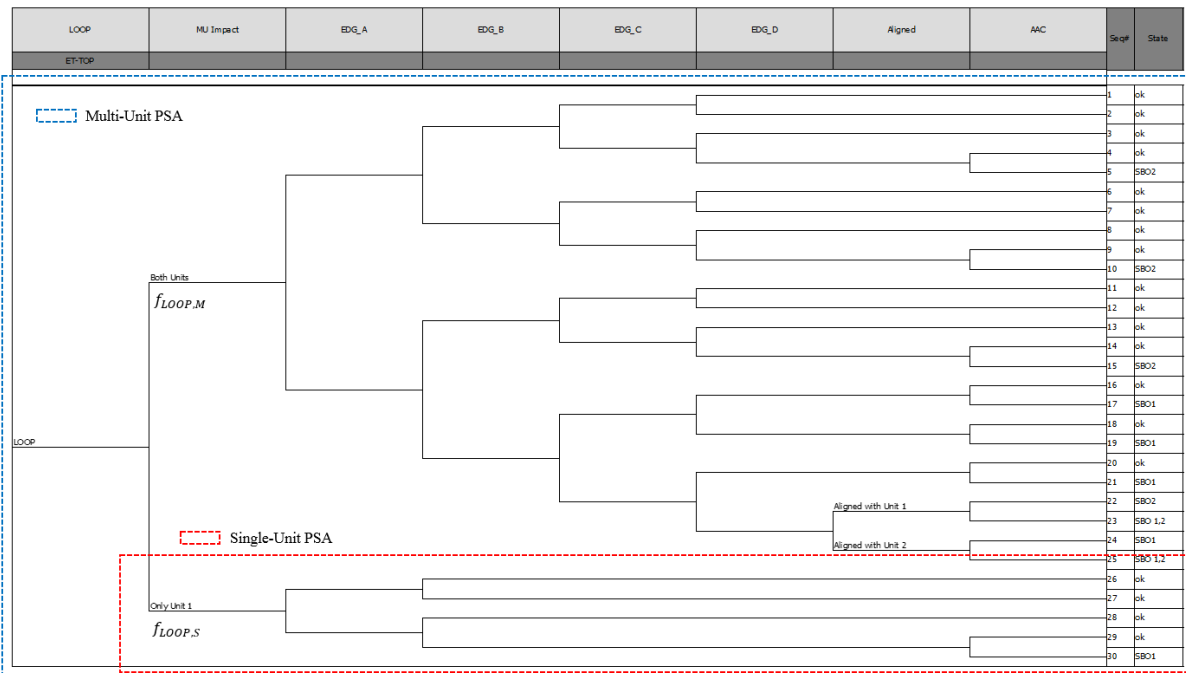 LOOP MU Impact EDG_A EDG_B EDG_C EDG_D Aligned AAC Seq# State
ET-TOP
Multi-Unit PSA
1 ok
2 ok
3 ok
4 ok
5 SBO2
6 ok
7 ok
8 ok
9 ok
10 SBO2
Both Units
f_{LOOP,M}
11 ok
12 ok
13 ok
14 ok
15 SBO2
16 ok
17 SBO1
18 ok
LOOP
19 SBO1
20 ok
21 SBO1
22 SBO2
Aligned with Unit 1
23 SBO 1,2
Single-Unit PSA
24 SBO1
Aligned with Unit 2
25 SBO 1,2
26 ok
27 ok
Only Unit 1
28 ok
f_{LOOP,S}
29 ok
30 SBO1